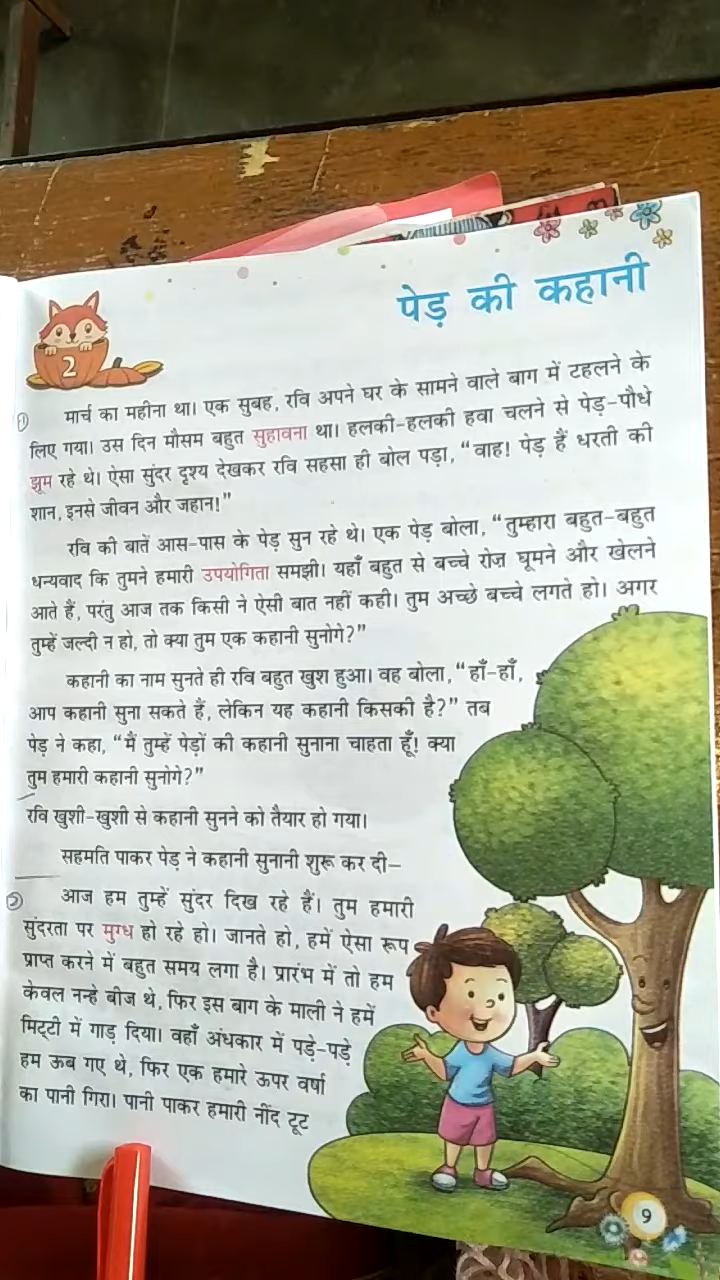 पेड़ की कहानी
2
1 मार्च का महीना था। एक सुबह, रवि अपने घर के सामने वाले बाग में टहलने के
लिए गया। उस दिन मौसम बहुत सुहावना था। हलकी-हलकी हवा चलने से पेड़-पौधे
झूम रहे थे। ऐसा सुंदर दृश्य देखकर रवि सहसा ही बोल पड़ा, “वाह! पेड़ हैं धरती की
शान, इनसे जीवन और जहान!”
रवि की बातें आस-पास के पेड़ सुन रहे थे। एक पेड़ बोला, “तुम्हारा बहुत-बहुत
धन्यवाद कि तुमने हमारी उपयोगिता समझी। यहाँ बहुत से बच्चे रोज़ घूमने और खेलने
आते हैं, परंतु आज तक किसी ने ऐसी बात नहीं कही। तुम अच्छे बच्चे लगते हो। अगर
तुम्हें जल्दी न हो, तो क्या तुम एक कहानी सुनोगे?”
कहानी का नाम सुनते ही रवि बहुत खुश हुआ। वह बोला, “हाँ-हाँ,
आप कहानी सुना सकते हैं, लेकिन यह कहानी किसकी है?” तब
पेड़ ने कहा, “मैं तुम्हें पेड़ों की कहानी सुनाना चाहता हूँ! क्या
तुम हमारी कहानी सुनोगे?”
रवि खुशी-खुशी से कहानी सुनने को तैयार हो गया।
सहमति पाकर पेड़ ने कहानी सुनानी शुरू कर दी–
2 आज हम तुम्हें सुंदर दिख रहे हैं। तुम हमारी
सुंदरता पर मुग्ध हो रहे हो। जानते हो, हमें ऐसा रूप
प्राप्त करने में बहुत समय लगा है। प्रारंभ में तो हम
केवल नन्हे बीज थे, फिर इस बाग के माली ने हमें
मिट्टी में गाड़ दिया। वहाँ अंधकार में पड़े-पड़े
हम ऊब गए थे, फिर एक हमारे ऊपर वर्षा
का पानी गिरा। पानी पाकर हमारी नींद टूट
9